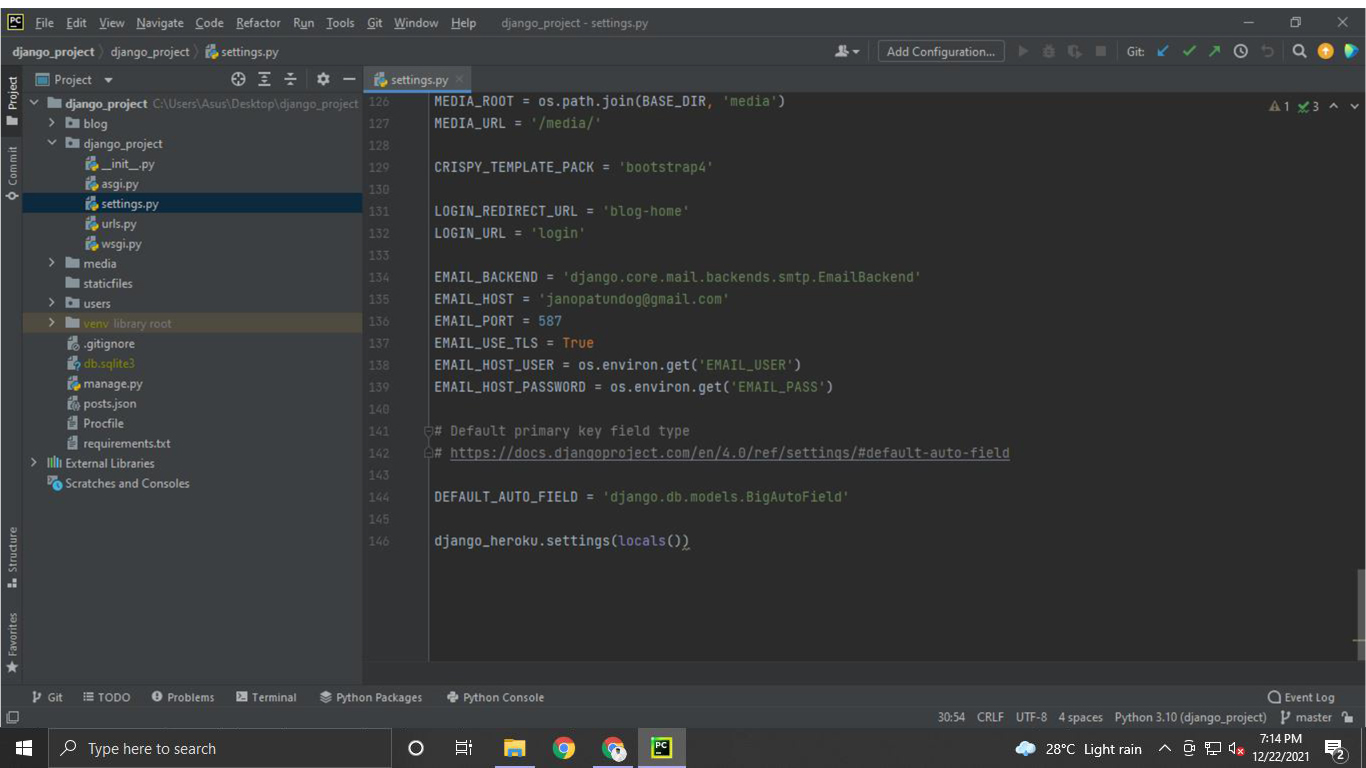 PC File Edit View Navigate Code Refactor Run Tools Git Window Help django_project - settings.py
django_project django_project settings.py Add Configuration... Git:
Project settings.py
django_project C:\Users\Asus\Desktop\django_project
blog
django_project
__init__.py
asgi.py
settings.py
urls.py
wsgi.py
media
staticfiles
users
venv library root
.gitignore
db.sqlite3
manage.py
posts.json
Procfile
requirements.txt
External Libraries
Scratches and Consoles
Project
Commit
Structure
Favorites
1 3
126 MEDIA_ROOT = os.path.join(BASE_DIR, 'media')
127 MEDIA_URL = '/media/'
128
129 CRISPY_TEMPLATE_PACK = 'bootstrap4'
130
131 LOGIN_REDIRECT_URL = 'blog-home'
132 LOGIN_URL = 'login'
133
134 EMAIL_BACKEND = 'django.core.mail.backends.smtp.EmailBackend'
135 EMAIL_HOST = 'janopatundog@gmail.com'
136 EMAIL_PORT = 587
137 EMAIL_USE_TLS = True
138 EMAIL_HOST_USER = os.environ.get('EMAIL_USER')
139 EMAIL_HOST_PASSWORD = os.environ.get('EMAIL_PASS')
140
141 # Default primary key field type
142 # https://docs.djangoproject.com/en/4.0/ref/settings/#default-auto-field
143
144 DEFAULT_AUTO_FIELD = 'django.db.models.BigAutoField'
145
146 django_heroku.settings(locals())
Git TODO Problems Terminal Python Packages Python Console Event Log
30:54 CRLF UTF-8 4 spaces Python 3.10 (django_project) master
Type here to search PC 28°C Light rain 7:14 PM
12/22/2021 2